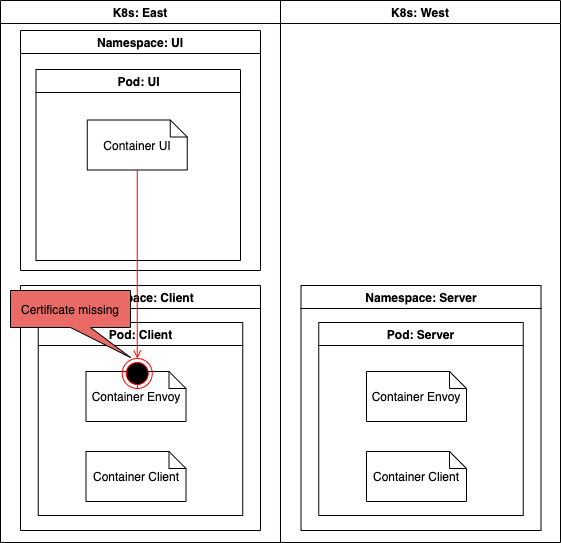 K8s: East
K8s: West
Namespace: UI
Pod: UI
Container UI
pace: Client
Certificate missing
Pod: Client
Container Envoy
Container Client
Namespace: Server
Pod: Server
Container Envoy
Container Client